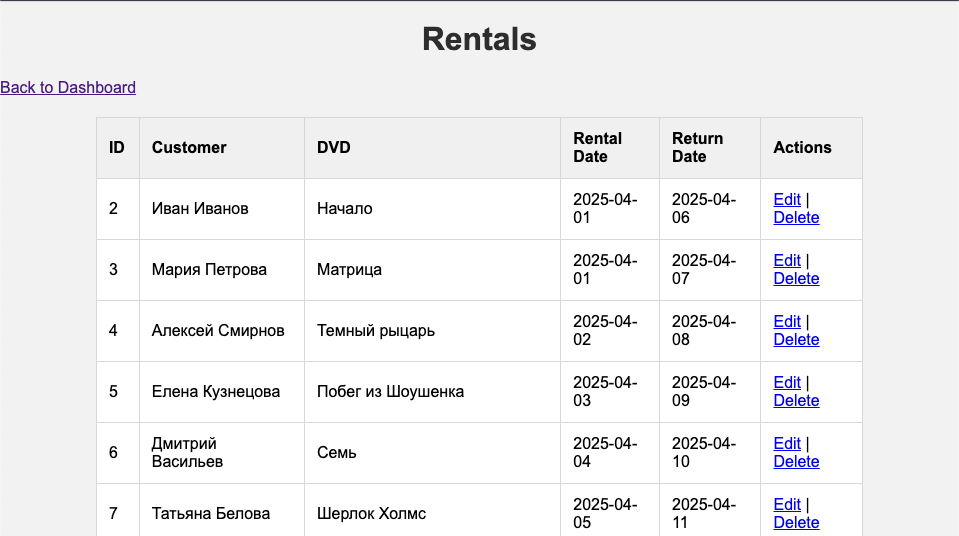 Rentals
Back to Dashboard
ID Customer DVD Rental Date Return Date Actions
2 Иван Иванов Начало 2025-04-01 2025-04-06 Edit | Delete
3 Мария Петрова Матрица 2025-04-01 2025-04-07 Edit | Delete
4 Алексей Смирнов Темный рыцарь 2025-04-02 2025-04-08 Edit | Delete
5 Елена Кузнецова Побег из Шоушенка 2025-04-03 2025-04-09 Edit | Delete
6 Дмитрий Васильев Семь 2025-04-04 2025-04-10 Edit | Delete
7 Татьяна Белова Шерлок Холмс 2025-04-05 2025-04-11 Edit | Delete